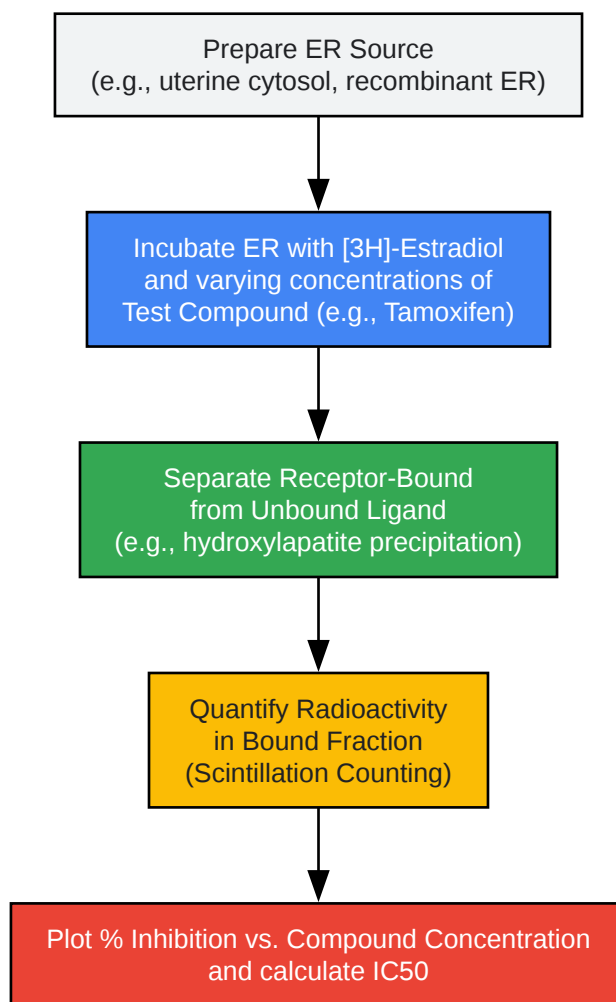 Prepare ER Source
(e.g., uterine cytosol, recombinant ER)
Incubate ER with [3H]-Estradiol
and varying concentrations of
Test Compound (e.g., Tamoxifen)
Separate Receptor-Bound
from Unbound Ligand
(e.g., hydroxylapatite precipitation)
Quantify Radioactivity
in Bound Fraction
(Scintillation Counting)
Plot % Inhibition vs. Compound Concentration
and calculate IC50